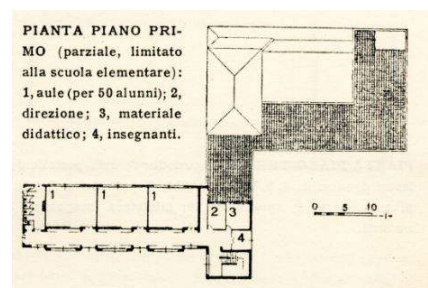 PIANTA PIANO PRI-
MO (parziale, limitato
alla scuola elementare):
1, aule (per 50 alunni); 2,
direzione; 3, materiale
didattico; 4, insegnanti.
1 1 1
2 3
4
0 5 10